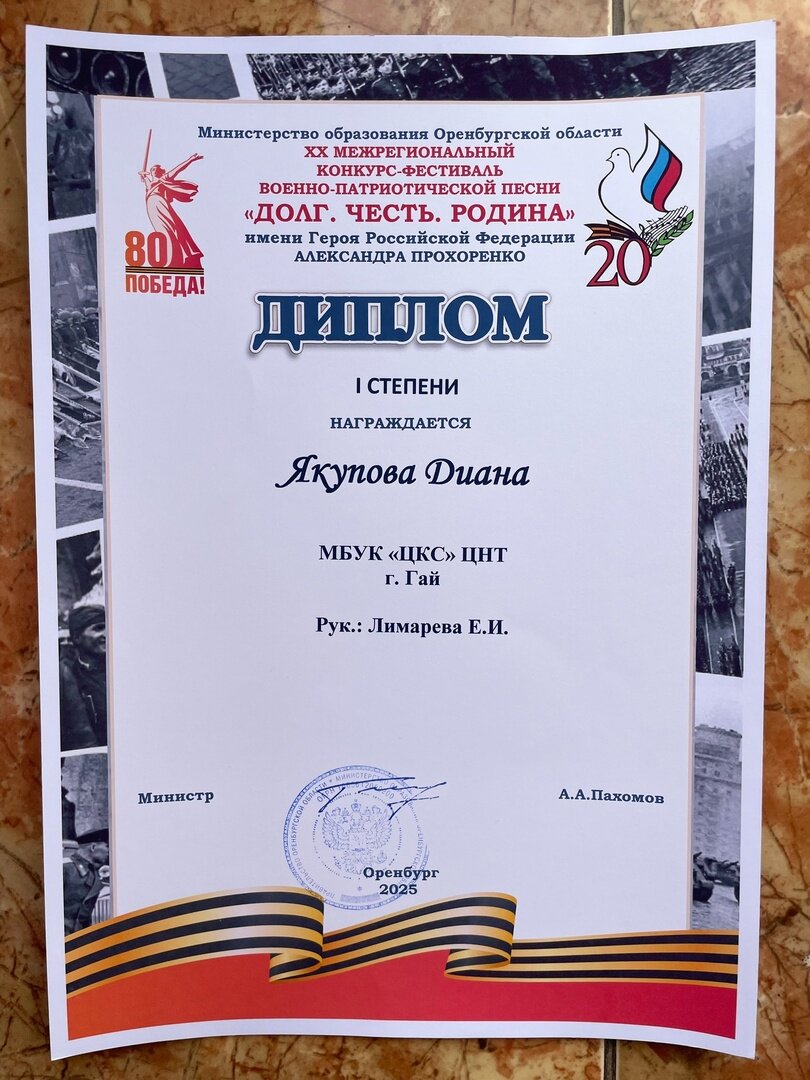 Министерство образования Оренбургской области
XX МЕЖРЕГИОНАЛЬНЫЙ
КОНКУРС-ФЕСТИВАЛЬ
ВОЕННО-ПАТРИОТИЧЕСКОЙ ПЕСНИ
«ДОЛГ. ЧЕСТЬ. РОДИНА»
имени Героя Российской Федерации
АЛЕКСАНДРА ПРОХОРЕНКО
80
ПОБЕДА!
20
ДИПЛОМ
I СТЕПЕНИ
НАГРАЖДАЕТСЯ
Якупова Диана
МБУК «ЦКС» ЦНТ
г. Гай
Рук.: Лимарева Е.И.
Министр
А.А.Пахомов
Оренбург
2025